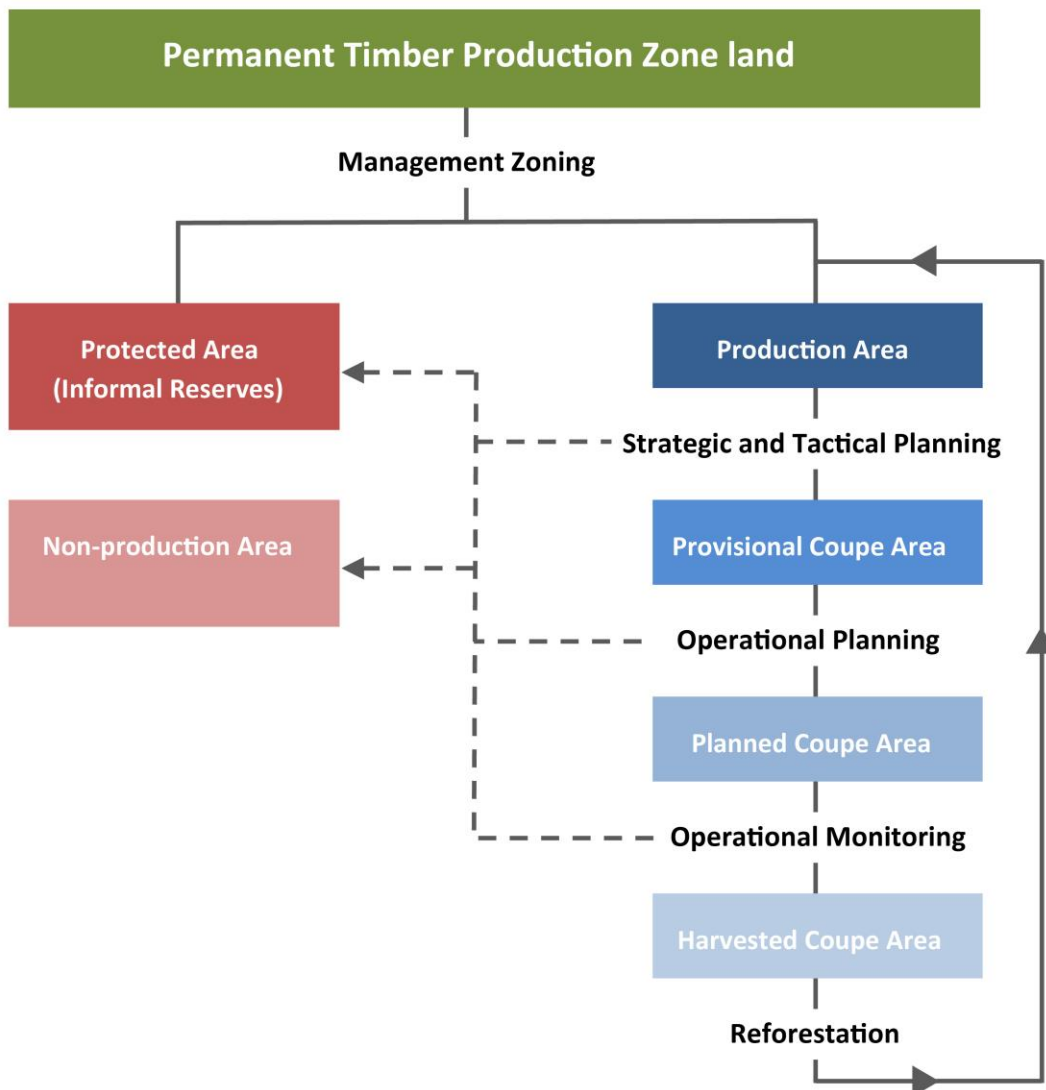 Permanent Timber Production Zone land
Management Zoning
Protected Area
(Informal Reserves)
Production Area
Strategic and Tactical Planning
Non-production Area
Provisional Coupe Area
Operational Planning
Planned Coupe Area
Operational Monitoring
Harvested Coupe Area
Reforestation